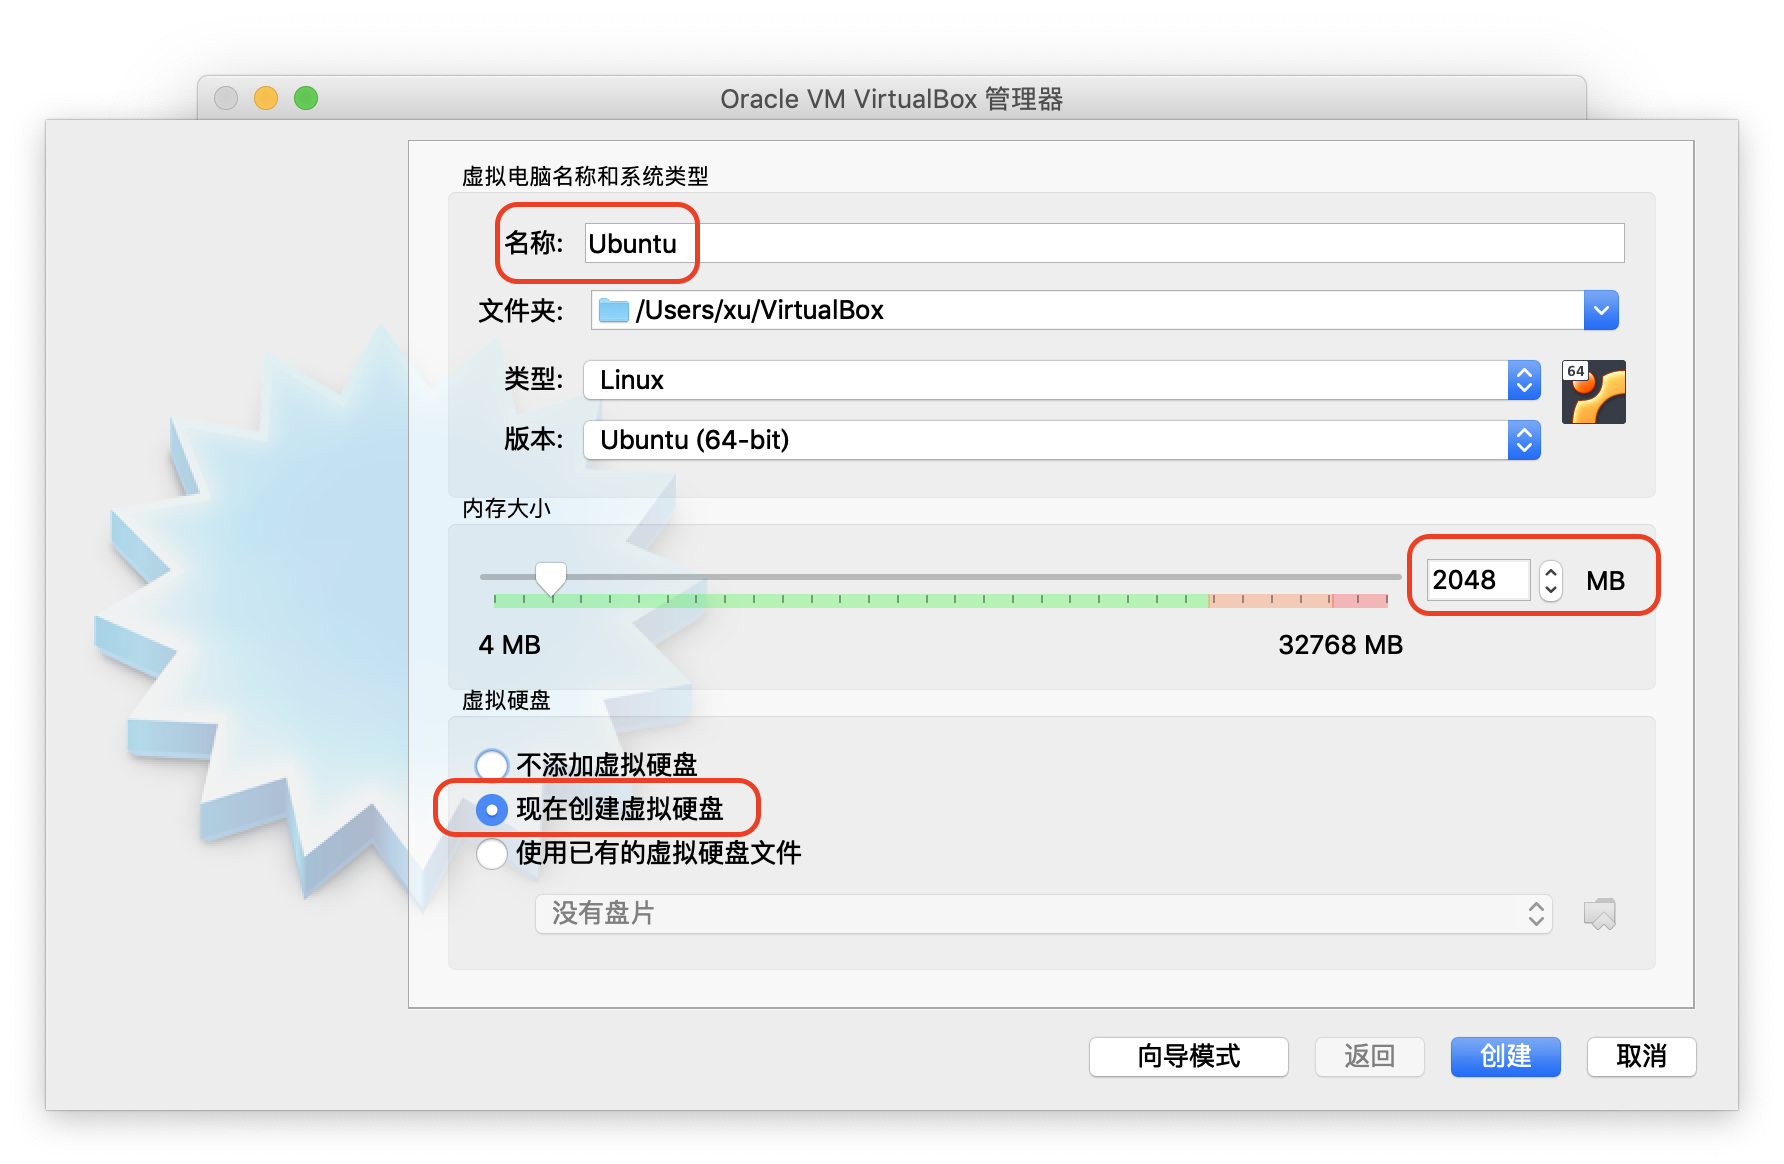 Oracle VM VirtualBox 管理器
虚拟电脑名称和系统类型
名称: Ubuntu
文件夹: /Users/xu/VirtualBox
类型: Linux
64
版本: Ubuntu (64-bit)
内存大小
2048 MB
4 MB 32768 MB
虚拟硬盘
不添加虚拟硬盘
现在创建虚拟硬盘
使用已有的虚拟硬盘文件
没有盘片
向导模式 返回 创建 取消